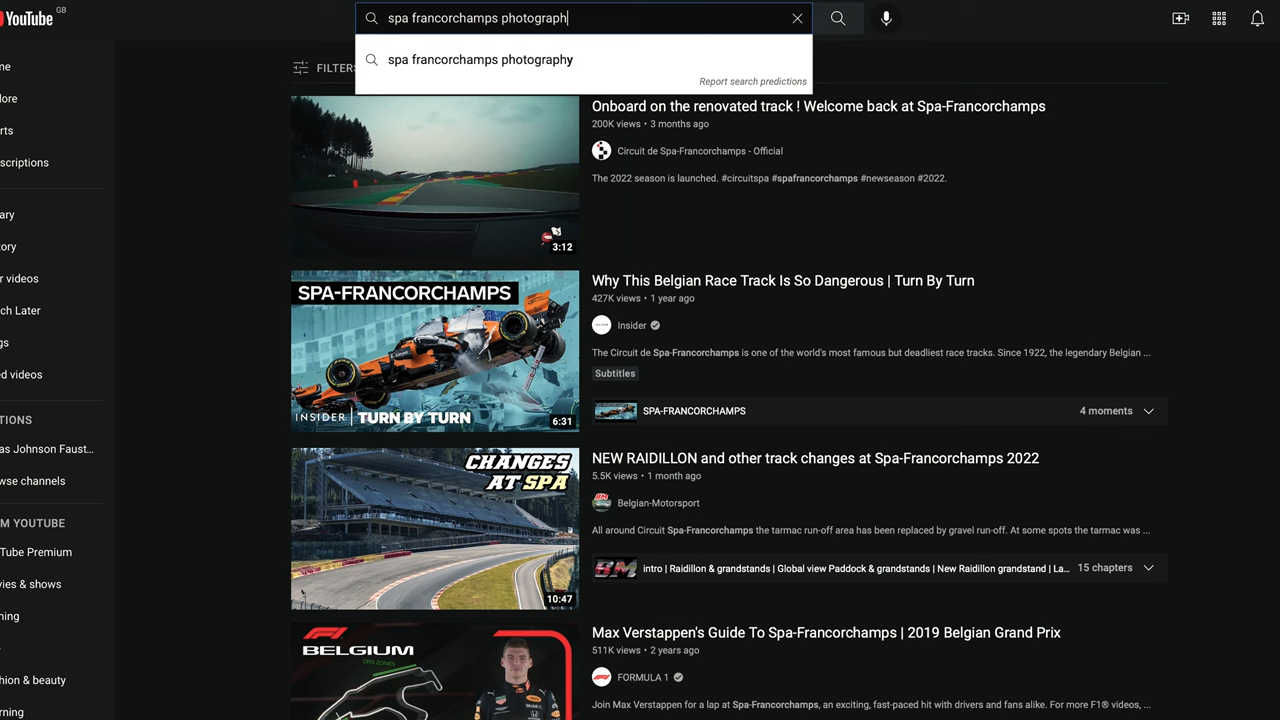 YouTube GB
spa francorchamps photograph
spa francorchamps photography
Report search predictions
FILTERS
me
lore
rts
scriptions
ary
ory
r videos
ch Later
gs
ed videos
TIONS
as Johnson Faust...
wse channels
M YOUTUBE
Tube Premium
vies & shows
ming
hion & beauty
rning
3:12
Onboard on the renovated track ! Welcome back at Spa-Francorchamps
200K views • 3 months ago
Circuit de Spa-Francorchamps - Official
The 2022 season is launched. #circuitspa #spafrancorchamps #newseason #2022.
SPA-FRANCORCHAMPS
INSIDER | TURN BY TURN
6:31
Why This Belgian Race Track Is So Dangerous | Turn By Turn
427K views • 1 year ago
Insider
The Circuit de Spa-Francorchamps is one of the world's most famous but deadliest race tracks. Since 1922, the legendary Belgian ...
Subtitles
SPA-FRANCORCHAMPS
4 moments
CHANGES
AT SPA
10:47
NEW RAIDILLON and other track changes at Spa-Francorchamps 2022
5.5K views • 1 month ago
BM
Belgian-Motorsport
All around Circuit Spa-Francorchamps the tarmac run-off area has been replaced by gravel run-off. At some spots the tarmac was ...
BM
intro | Raidillon & grandstands | Global view Paddock & grandstands | New Raidillon grandstand | La...
15 chapters
F1
BELGIUM
DRS ZONES
Max Verstappen's Guide To Spa-Francorchamps | 2019 Belgian Grand Prix
511K views • 2 years ago
FORMULA 1
Join Max Verstappen for a lap at Spa-Francorchamps, an exciting, fast-paced hit with drivers and fans alike. For more F1® videos, ...